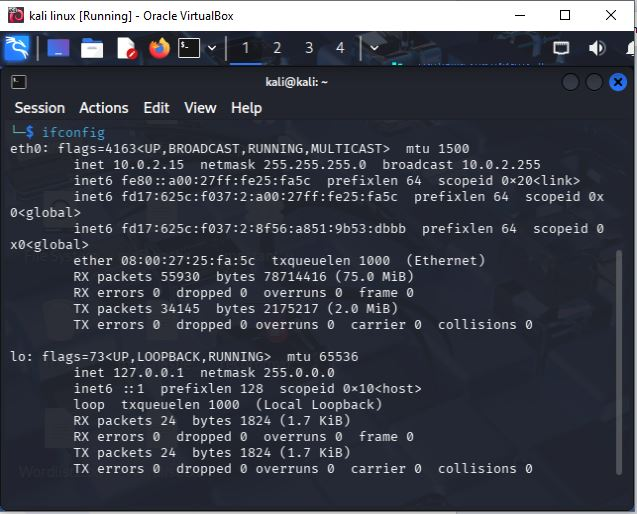 kali linux [Running] - Oracle VirtualBox
1 2 3 4
kali@kali: ~
Session Actions Edit View Help
└─$ ifconfig
eth0: flags=4163<UP,BROADCAST,RUNNING,MULTICAST>  mtu 1500
        inet 10.0.2.15  netmask 255.255.255.0  broadcast 10.0.2.255
        inet6 fe80::a00:27ff:fe25:fa5c  prefixlen 64  scopeid 0x20<link>
        inet6 fd17:625c:f037:2:a00:27ff:fe25:fa5c  prefixlen 64  scopeid 0x
0<global>
        inet6 fd17:625c:f037:2:8f56:a851:9b53:dbbb  prefixlen 64  scopeid 0
x0<global>
        ether 08:00:27:25:fa:5c  txqueuelen 1000  (Ethernet)
        RX packets 55930  bytes 78714416 (75.0 MiB)
        RX errors 0  dropped 0  overruns 0  frame 0
        TX packets 34145  bytes 2175217 (2.0 MiB)
        TX errors 0  dropped 0 overruns 0  carrier 0  collisions 0

lo: flags=73<UP,LOOPBACK,RUNNING>  mtu 65536
        inet 127.0.0.1  netmask 255.0.0.0
        inet6 ::1  prefixlen 128  scopeid 0x10<host>
        loop  txqueuelen 1000  (Local Loopback)
        RX packets 24  bytes 1824 (1.7 KiB)
        RX errors 0  dropped 0  overruns 0  frame 0
        TX packets 24  bytes 1824 (1.7 KiB)
        TX errors 0  dropped 0 overruns 0  carrier 0  collisions 0